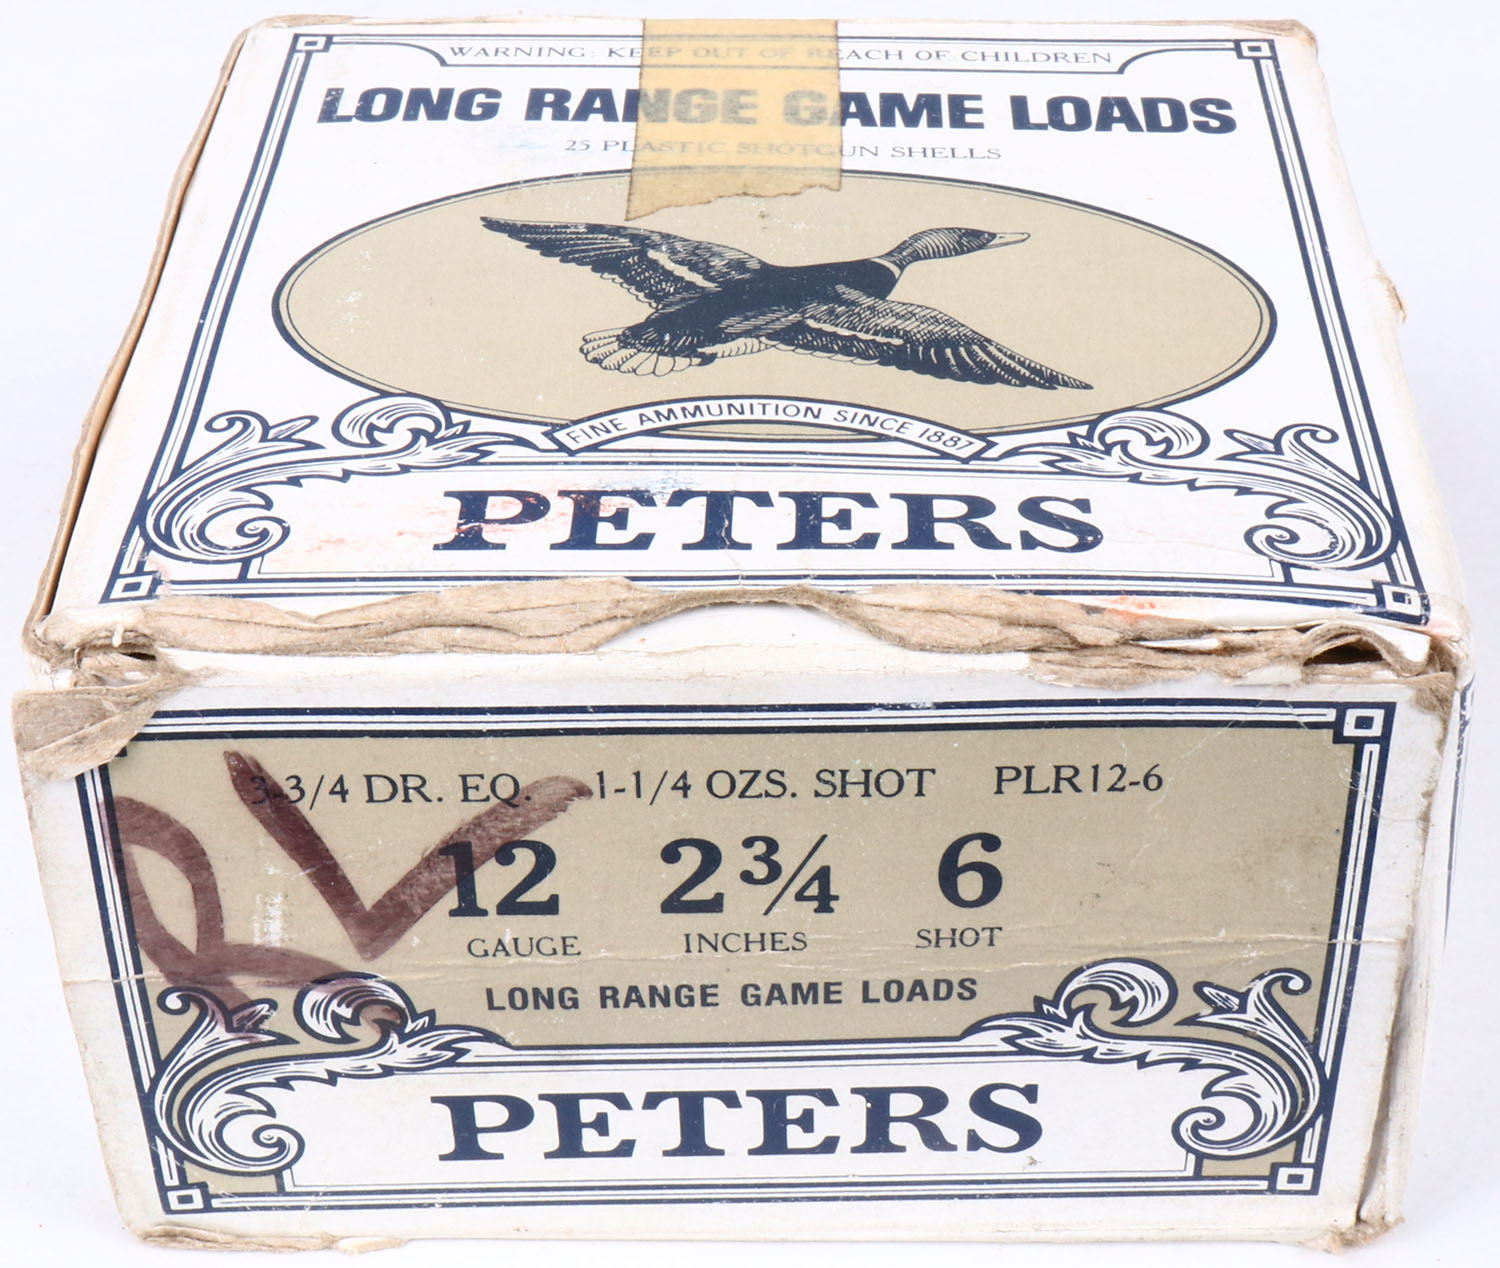 WARNING: KEEP OUT OF REACH OF CHILDREN
LONG RANGE GAME LOADS
25 PLASTIC SHOTGUN SHELLS
FINE AMMUNITION SINCE 1887
PETERS
3-3/4 DR. EQ. 1-1/4 OZS. SHOT PLR12-6
12 2 3/4 6
GAUGE INCHES SHOT
LONG RANGE GAME LOADS
PETERS